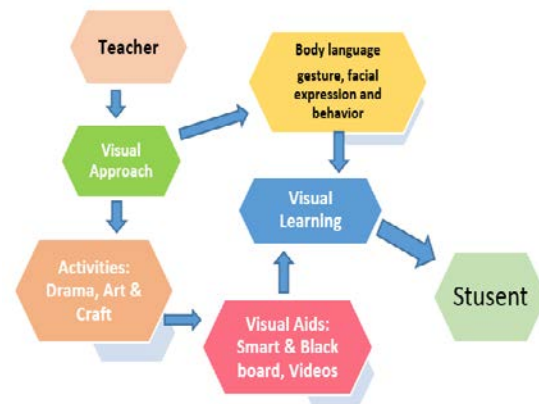 Teacher
Body language
gesture, facial
expression and
behavior
Visual
Approach
Visual
Learning
Activities:
Drama, Art &
Craft
Visual Aids:
Smart & Black
board, Videos
Stusent